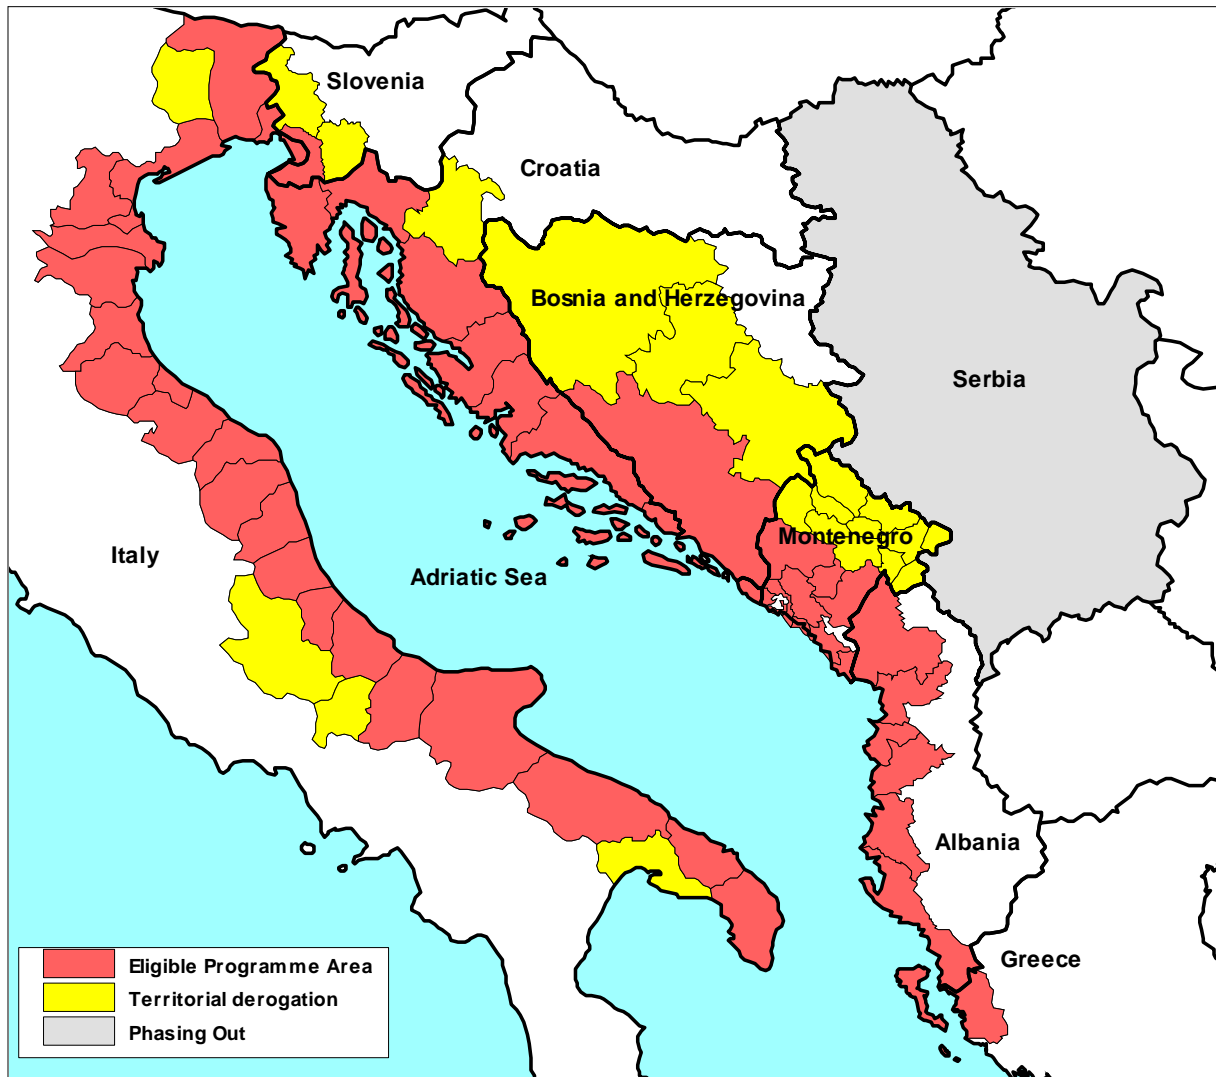 Slovenia
Croatia
Bosnia and Herzegovina
Serbia
Montenegro
Italy
Adriatic Sea
Albania
Greece
Eligible Programme Area
Territorial derogation
Phasing Out